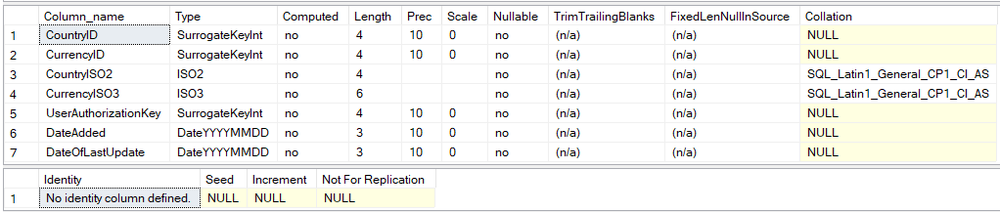 Column_name Type Computed Length Prec Scale Nullable TrimTrailingBlanks FixedLenNullInSource Collation
1 CountryID SurrogateKeyInt no 4 10 0 no (n/a) (n/a) NULL
2 CurrencyID SurrogateKeyInt no 4 10 0 no (n/a) (n/a) NULL
3 CountryISO2 ISO2 no 4 no (n/a) (n/a) SQL_Latin1_General_CP1_CI_AS
4 CurrencyISO3 ISO3 no 6 no (n/a) (n/a) SQL_Latin1_General_CP1_CI_AS
5 UserAuthorizationKey SurrogateKeyInt no 4 10 0 no (n/a) (n/a) NULL
6 DateAdded DateYYYYMMDD no 3 10 0 no (n/a) (n/a) NULL
7 DateOfLastUpdate DateYYYYMMDD no 3 10 0 no (n/a) (n/a) NULL
Identity Seed Increment Not For Replication
1 No identity column defined. NULL NULL NULL